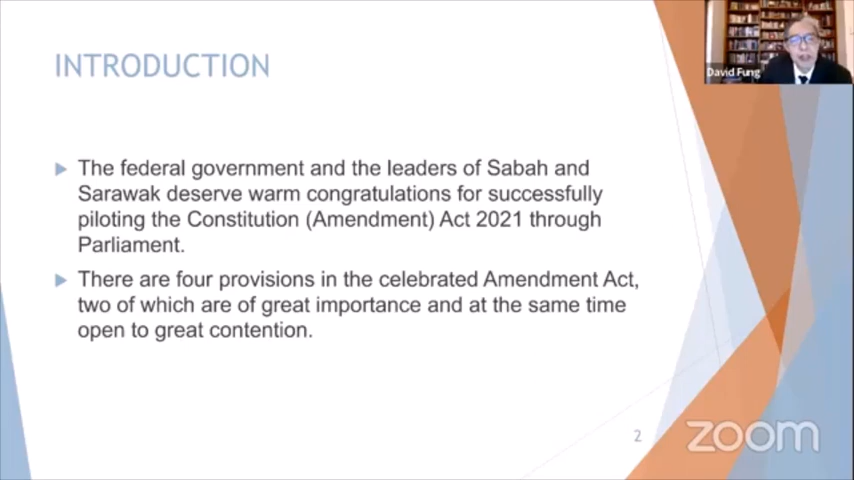 INTRODUCTION
David Fung
The federal government and the leaders of Sabah and
Sarawak deserve warm congratulations for successfully
piloting the Constitution (Amendment) Act 2021 through
Parliament.
There are four provisions in the celebrated Amendment Act,
two of which are of great importance and at the same time
open to great contention.
2
zoom